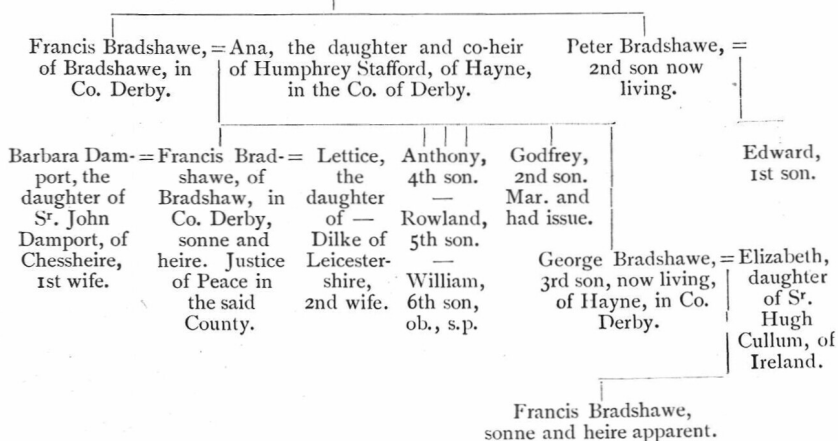 Francis Bradshawe, = Ana, the daughter and co-heir
of Bradshawe, in of Humphrey Stafford, of Hayne,
Co. Derby. in the Co. of Derby.
Peter Bradshawe, =
2nd son now
living.
Barbara Dam- =
port, the
daughter of
Sr. John
Damport, of
Chessheire,
1st wife.
Francis Brad- =
shawe, of
Bradshaw, in
Co. Derby,
sonne and
heire. Justice
of Peace in
the said
County.
Lettice,
the
daughter
of —
Dilke of
Leicester-
shire,
2nd wife.
Anthony,
4th son.
—
Rowland,
5th son.
—
William,
6th son,
ob., s.p.
Godfrey,
2nd son.
Mar. and
had issue.
Edward,
1st son.
George Bradshawe, =
3rd son, now living,
of Hayne, in Co.
Derby.
Elizabeth,
daughter
of Sr.
Hugh
Cullum, of
Ireland.
Francis Bradshawe,
sonne and heire apparent.